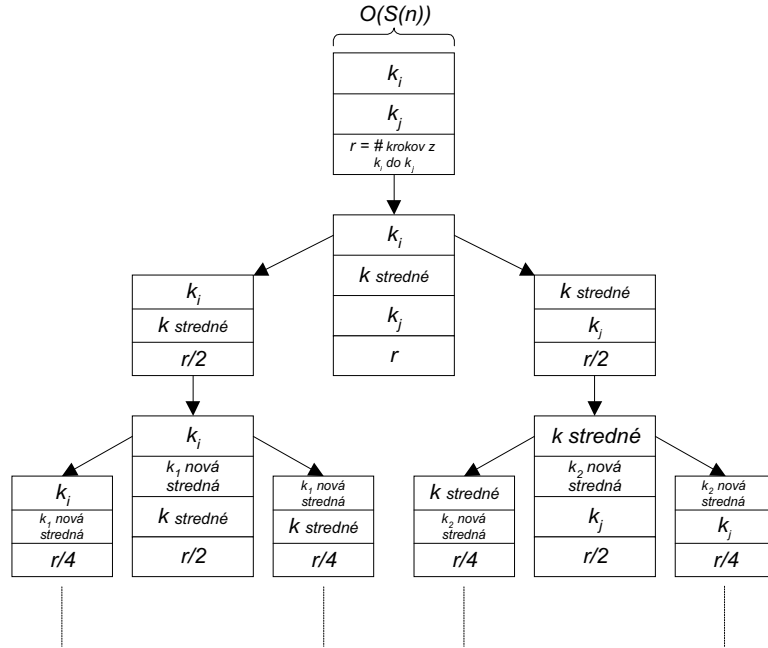 O(S(n))
k_i
k_j
r = # krokov z
k_i do k_j
k_i
k stredné
k_j
r
k_i
k stredné
r/2
k stredné
k_j
r/2
k_i
k_1 nová
stredná
k stredné
r/2
k stredné
k_2 nová
stredná
k_j
r/2
k_i
k_1 nová
stredná
r/4
k_1 nová
stredná
k stredné
r/4
k stredné
k_2 nová
stredná
r/4
k_2 nová
stredná
k_j
r/4